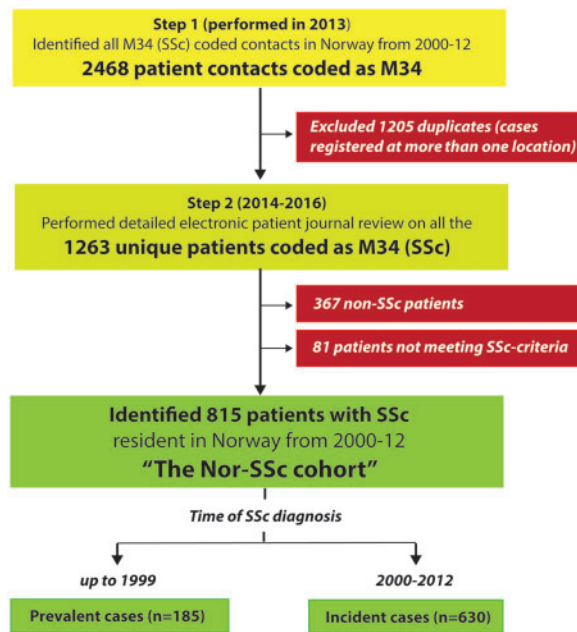 Step 1 (performed in 2013)
Identified all M34 (SSc) coded contacts in Norway from 2000-12
2468 patient contacts coded as M34
Excluded 1205 duplicates (cases
registered at more than one location)
Step 2 (2014-2016)
Performed detailed electronic patient journal review on all the
1263 unique patients coded as M34 (SSc)
367 non-SSc patients
81 patients not meeting SSc-criteria
Identified 815 patients with SSc
resident in Norway from 2000-12
“The Nor-SSc cohort”
Time of SSc diagnosis
up to 1999
2000-2012
Prevalent cases (n=185)
Incident cases (n=630)